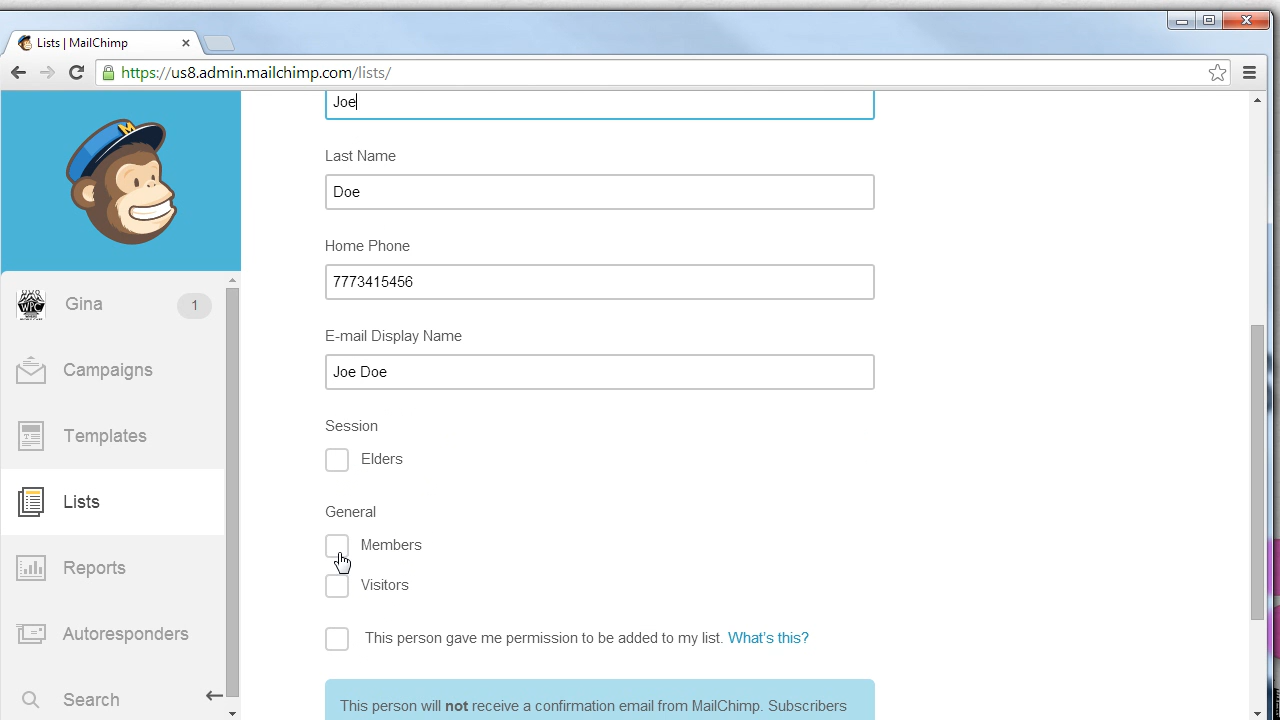 Lists | MailChimp
https://us8.admin.mailchimp.com/lists/
Joe
Last Name
Doe
Home Phone
7773415456
E-mail Display Name
Joe Doe
Session
Elders
General
Members
Visitors
This person gave me permission to be added to my list. What's this?
This person will not receive a confirmation email from MailChimp. Subscribers
M
WPC
Gina
1
Campaigns
Templates
Lists
Reports
Autoresponders
Search